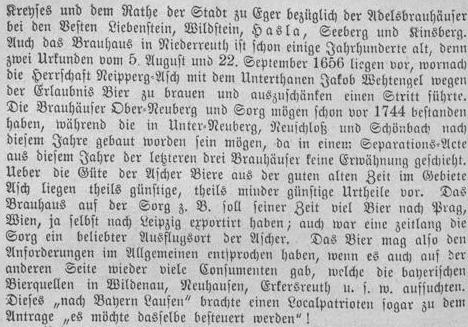 Kreyses und dem Rathe der Stadt zu Eger bezüglich der Adelsbrauhäuser
bei den Vesten Liebenstein, Wildstein, Hasla, Seeberg und Kinsberg.
Auch das Brauhaus in Niederreuth ist schon einige Jahrhunderte alt, denn
zwei Urkunden vom 5. August und 22. September 1656 liegen vor, wornach
die Herrschaft Neipperg-Asch mit dem Unterthanen Jakob Wehtengel wegen
der Erlaubnis Bier zu brauen und auszuschänken einen Stritt führte.
Die Brauhäuser Ober-Neuberg und Sorg mögen schon vor 1744 bestanden
haben, während die in Unter-Neuberg, Neuschloß und Schönbach nach
diesem Jahre gebaut worden sein mögen, da in einem Separations-Acte
aus diesem Jahre der letzteren drei Brauhäuser keine Erwähnung geschieht.
Ueber die Güte der Ascher Biere aus der guten alten Zeit im Gebiete
Asch liegen theils günstige, theils minder günstige Urtheile vor. Das
Brauhaus auf der Sorg z. B. soll seiner Zeit viel Bier nach Prag,
Wien, ja selbst nach Leipzig exportirt haben; auch war eine zeitlang die
Sorg ein beliebter Ausflugsort der Ascher. Das Bier mag also den
Anforderungen im Allgemeinen entsprochen haben, wenn es auch auf der
anderen Seite wieder viele Consumenten gab, welche die bayerischen
Bierquellen in Wildenau, Neuhausen, Erkersreuth u. s. w. aufsuchten.
Dieses „nach Bayern Laufen" brachte einen Localpatrioten sogar zu dem
Antrage „es möchte dasselbe besteuert werden"!